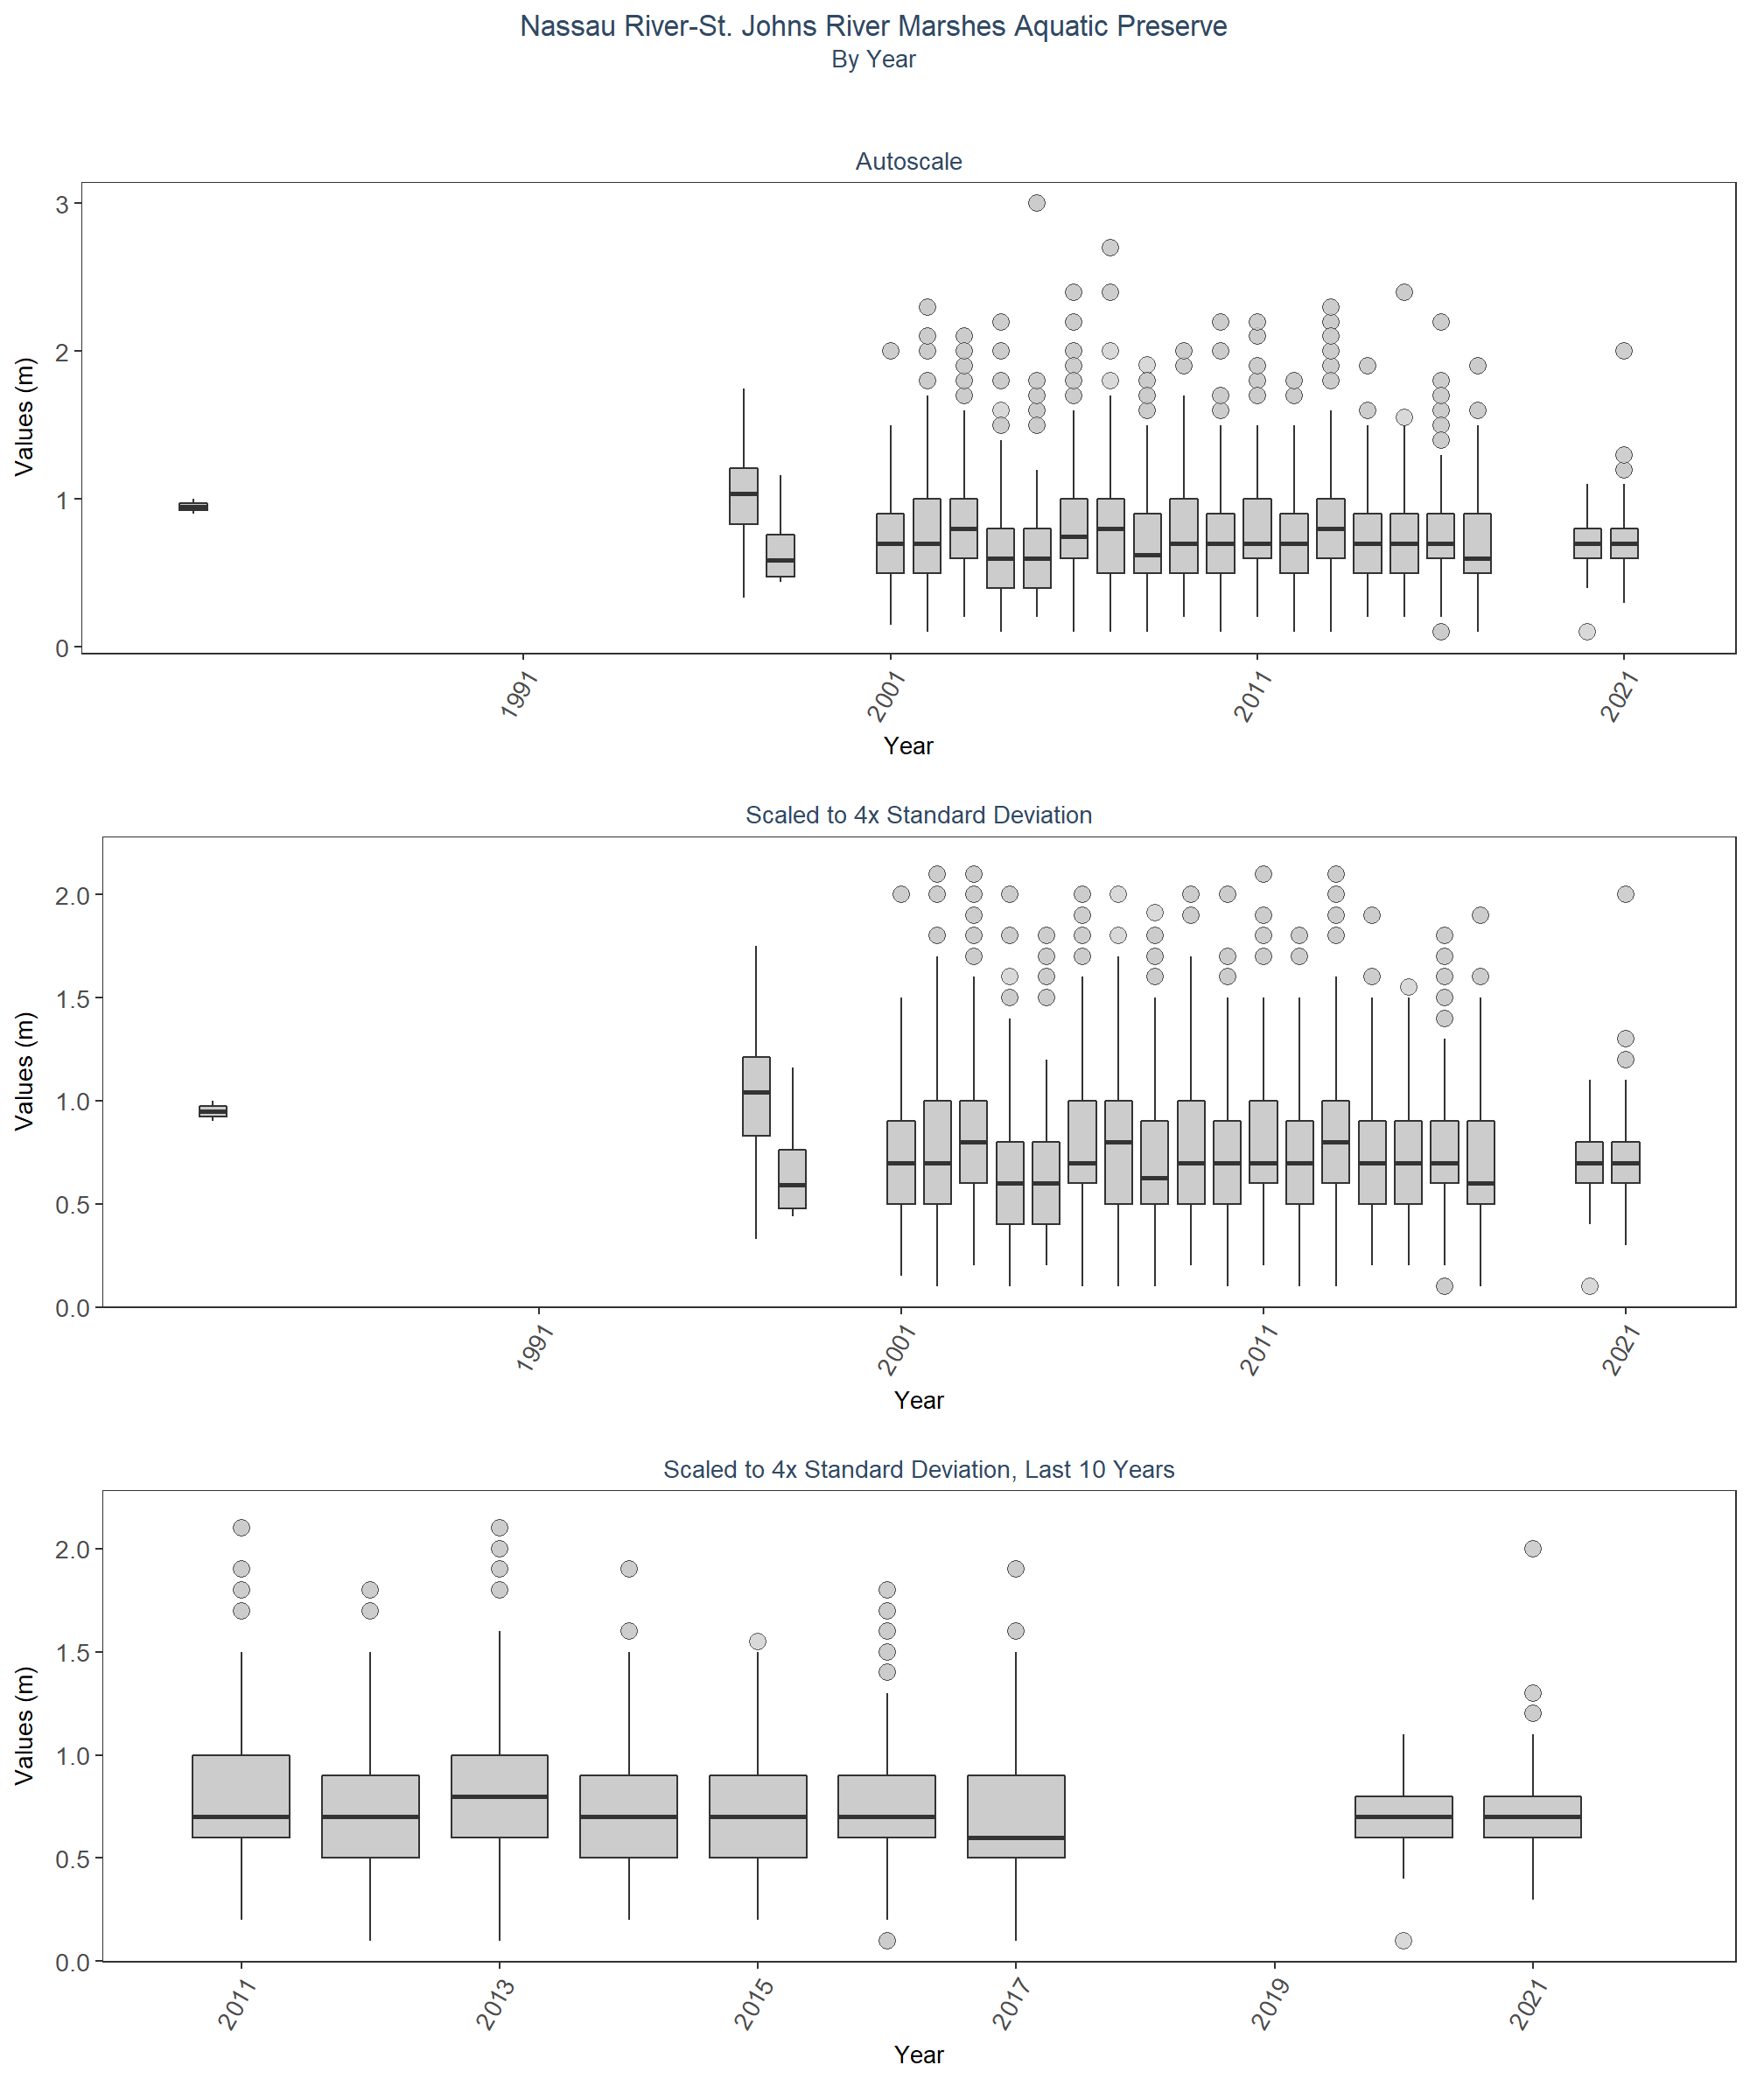 Nassau River-St. Johns River Marshes Aquatic Preserve
By Year
Autoscale
Values (m)
3
2
1
0
1991
2001
2011
2021
Year
Scaled to 4x Standard Deviation
Values (m)
2.0
1.5
1.0
0.5
0.0
1991
2001
2011
2021
Year
Scaled to 4x Standard Deviation, Last 10 Years
Values (m)
2.0
1.5
1.0
0.5
0.0
2011
2013
2015
2017
2019
2021
Year